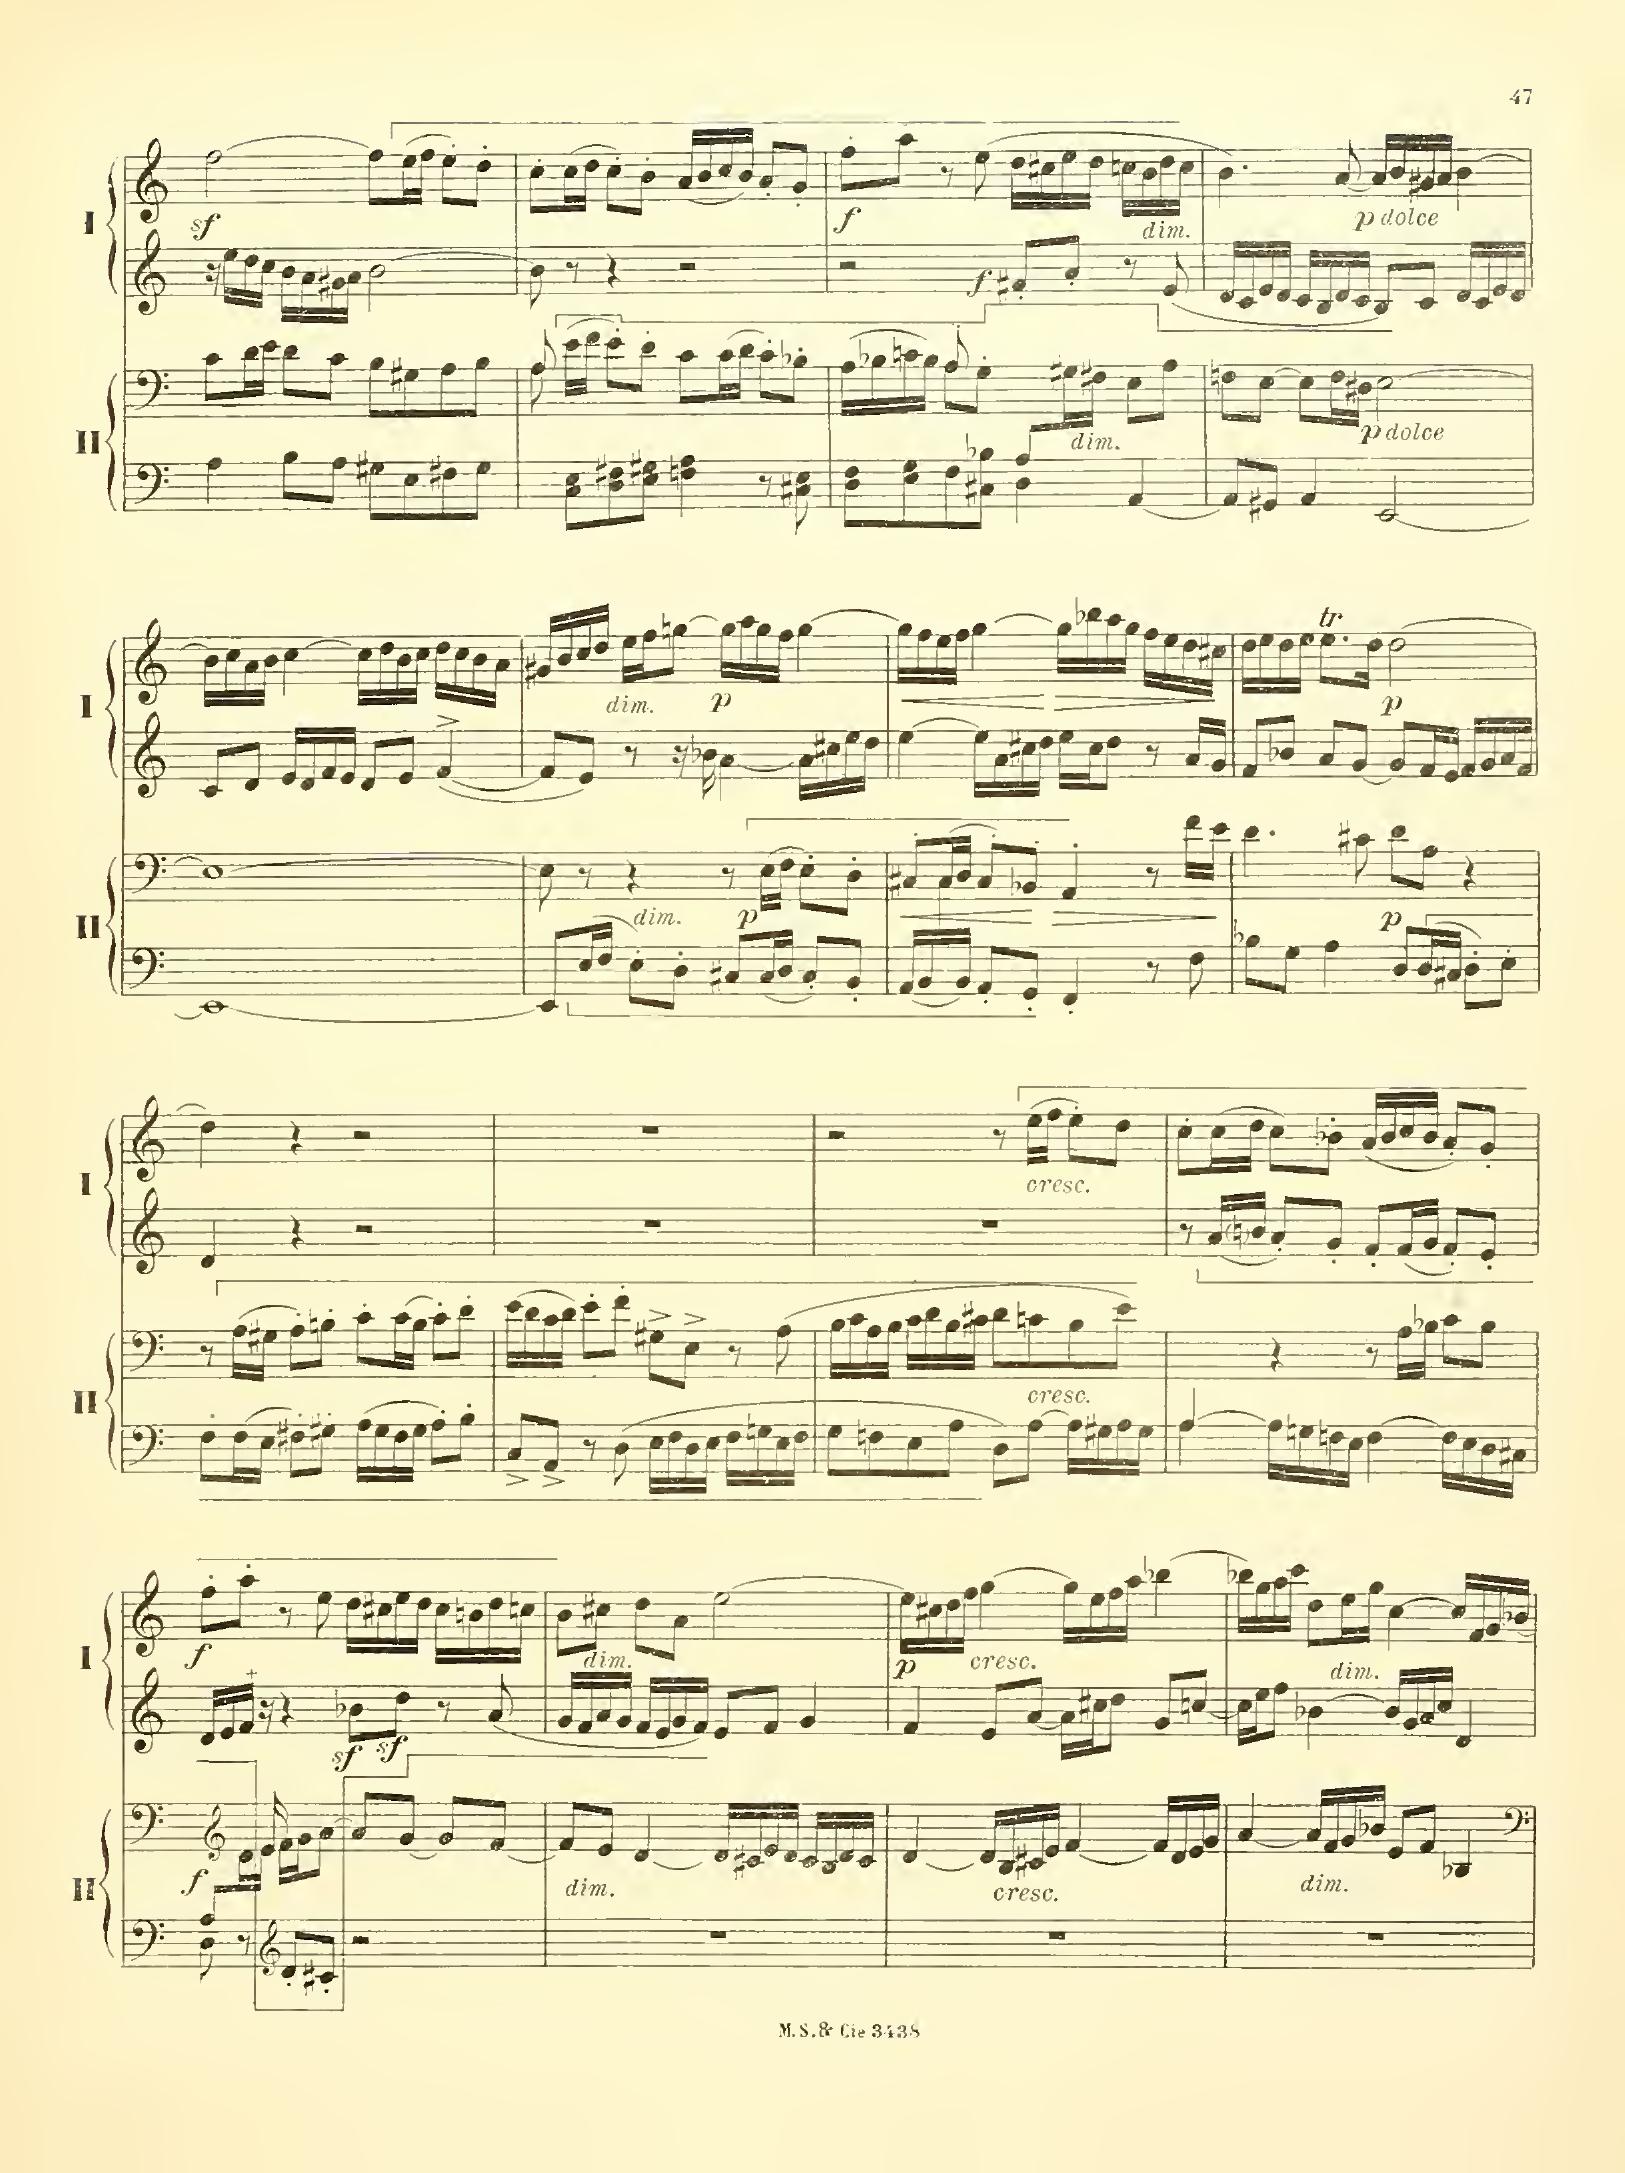 47
I
sf
f
dim.
p dolce
f
II
dim.
p dolce
I
dim.
p
tr
p
II
dim.
p
p
I
cresc.
II
cresc.
I
f
dim.
p
cresc.
dim.
sf
sf
II
f
dim.
cresc.
dim.
M. S. & Cie 3438